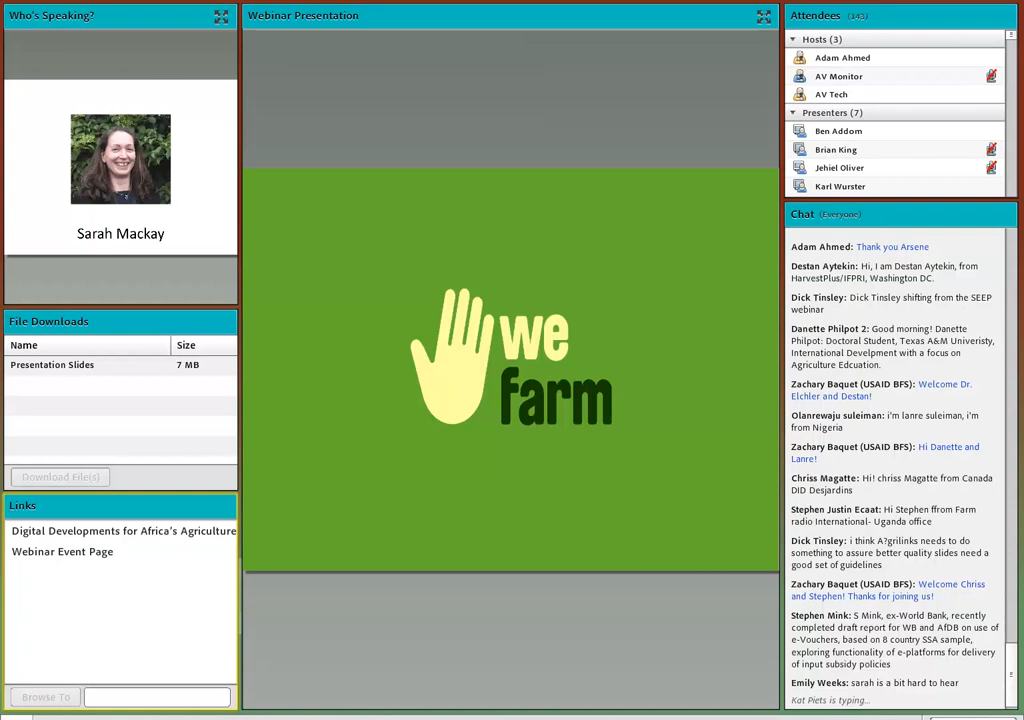 Who's Speaking?
Sarah Mackay
File Downloads
Name Size
Presentation Slides 7 MB
Download File(s)
Links
Digital Developments for Africa's Agriculture
Webinar Event Page
Browse To
Webinar Presentation
we
farm
Attendees (143)
Hosts (3)
Adam Ahmed
AV Monitor
AV Tech
Presenters (7)
Ben Addom
Brian King
Jehiel Oliver
Karl Wurster
Chat (Everyone)
Adam Ahmed: Thank you Arsene
Destan Aytekin: Hi, I am Destan Aytekin, from
HarvestPlus/IFPRI, Washington DC.
Dick Tinsley: Dick Tinsley shifting from the SEEP
webinar
Danette Philpot 2: Good morning! Danette
Philpot: Doctoral Student, Texas A&M Univeristy,
International Develpment with a focus on
Agriculture Edcuation.
Zachary Baquet (USAID BFS): Welcome Dr.
Elchler and Destan!
Olanrewaju suleiman: i'm lanre suleiman, i'm
from Nigeria
Zachary Baquet (USAID BFS): Hi Danette and
Lanre!
Chriss Magatte: Hi! chriss Magatte from Canada
DID Desjardins
Stephen Justin Ecaat: Hi Stephen ffrom Farm
radio International- Uganda office
Dick Tinsley: i think A?grilinks needs to do
something to assure better quality slides need a
good set of guidelines
Zachary Baquet (USAID BFS): Welcome Chriss
and Stephen! Thanks for joining us!
Stephen Mink: S Mink, ex-World Bank, recently
completed draft report for WB and AfDB on use of
e-Vouchers, based on 8 country SSA sample,
exploring functionality of e-platforms for delivery
of input subsidy policies
Emily Weeks: sarah is a bit hard to hear
Kat Piets is typing...